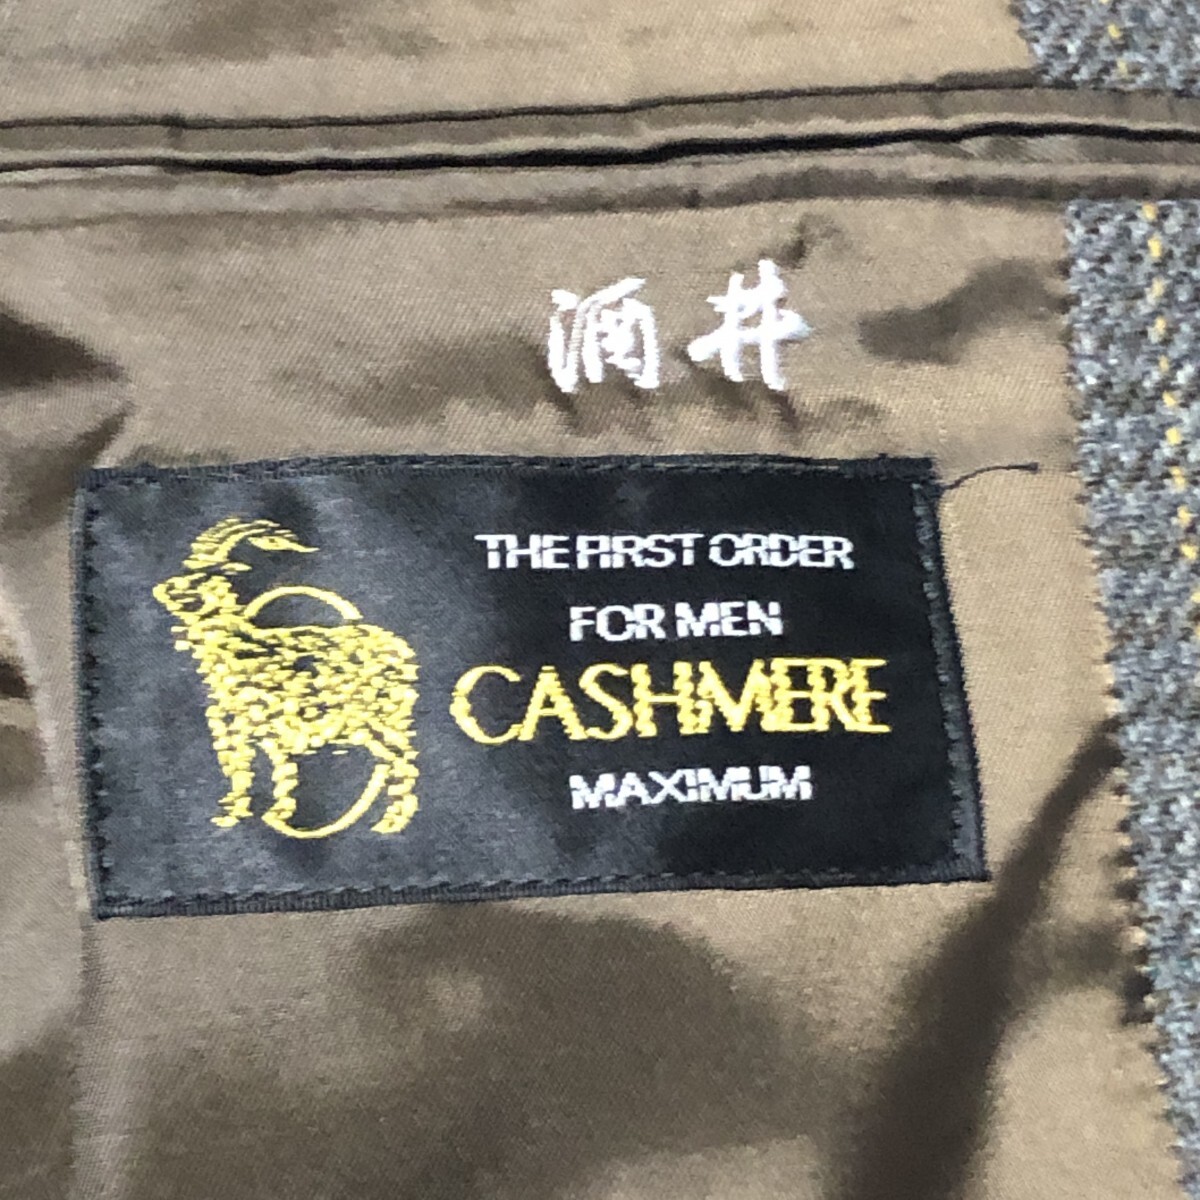 酒井
THE FIRST ORDER
FOR MEN
CASHMERE
MAXIMUM